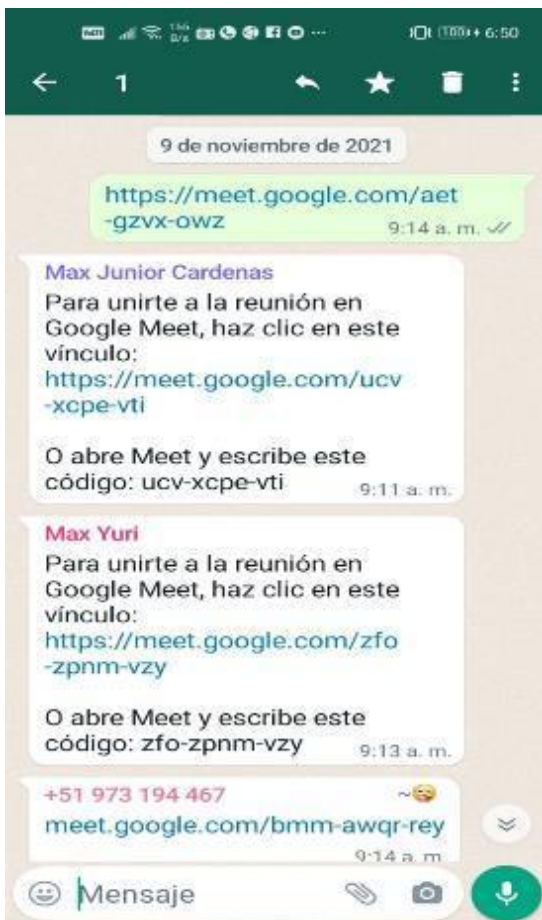 6:50
1
9 de noviembre de 2021
https://meet.google.com/aet
-gzvx-owz
9:14 a. m.
Max Junior Cardenas
Para unirte a la reunión en
Google Meet, haz clic en este
vínculo:
https://meet.google.com/ucv
-xcpe-vti
O abre Meet y escribe este
código: ucv-xcpe-vti
9:11 a. m.
Max Yuri
Para unirte a la reunión en
Google Meet, haz clic en este
vínculo:
https://meet.google.com/zfo
-zpnm-vzy
O abre Meet y escribe este
código: zfo-zpnm-vzy
9:13 a. m.
+51 973 194 467 ~🥱
meet.google.com/bmm-awqr-rey
9:14 a. m.
Mensaje